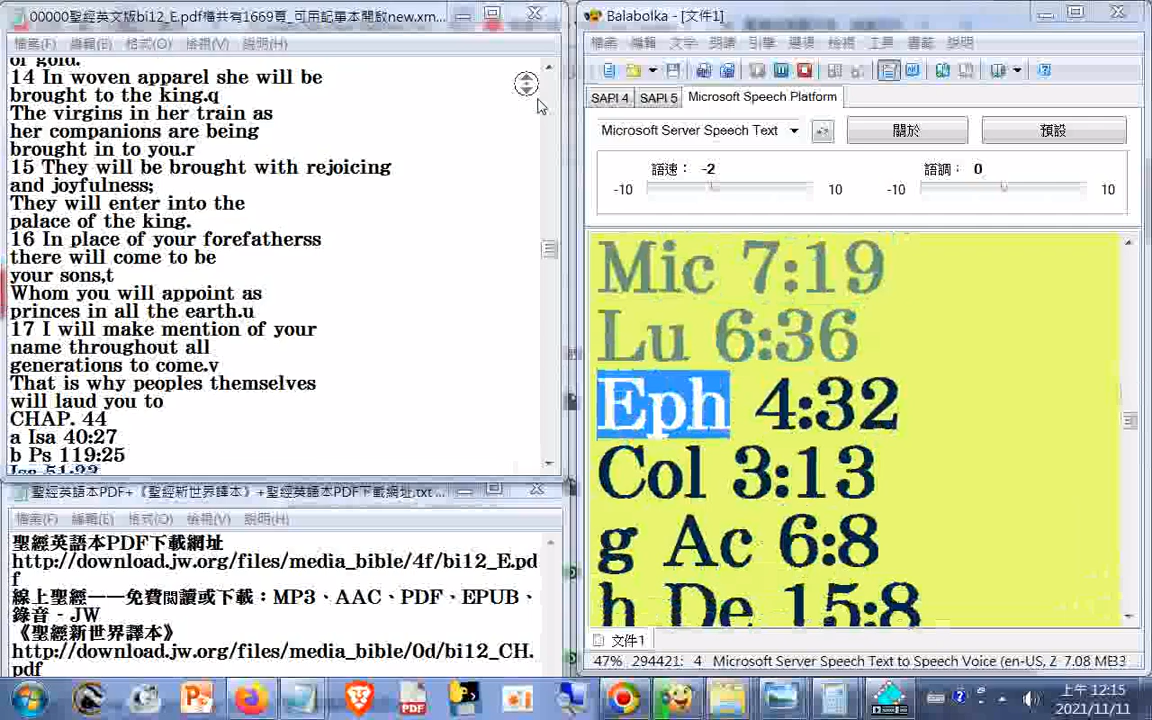 00000聖經英文版bi12_E.pdf檔共有1669頁_可用記事本開啟new.xm...
檔案(F) 編輯(E) 格式(O) 檢視(V) 說明(H)
of gold.
14 In woven apparel she will be
brought to the king.q
The virgins in her train as
her companions are being
brought in to you.r
15 They will be brought with rejoicing
and joyfulness;
They will enter into the
palace of the king.
16 In place of your forefatherss
there will come to be
your sons,t
Whom you will appoint as
princes in all the earth.u
17 I will make mention of your
name throughout all
generations to come.v
That is why peoples themselves
will laud you to
CHAP. 44
a Isa 40:27
b Ps 119:25
Isa 51:23
聖經英語本PDF+《聖經新世界譯本》+聖經英語本PDF下載網址.txt ...
檔案(F) 編輯(E) 格式(O) 檢視(V) 說明(H)
聖經英語本PDF下載網址
http://download.jw.org/files/media_bible/4f/bi12_E.pd
f
線上聖經——免費閱讀或下載：MP3、AAC、PDF、EPUB、
錄音 - JW
《聖經新世界譯本》
http://download.jw.org/files/media_bible/0d/bi12_CH.
pdf
Balabolka - [文件1]
檔案 編輯 文字 朗讀 引擎 選項 檢視 工具 書籤 說明
SAPI 4 SAPI 5 Microsoft Speech Platform
Microsoft Server Speech Text 關於 預設
語速： -2 語調： 0
-10 10 -10 10
Mic 7:19
Lu 6:36
Eph 4:32
Col 3:13
g Ac 6:8
h De 15:8
文件1
47% 294421: 4 Microsoft Server Speech Text to Speech Voice (en-US, Z 7.08 MB3
PDF
上午 12:15
2021/11/11